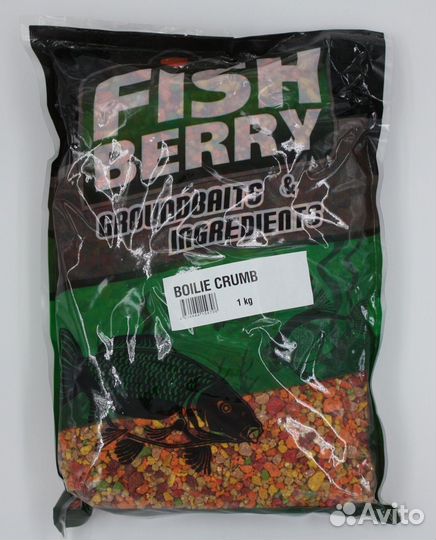 FISH
BERRY
GROUNDBAITS &
INGREDIENTS
BOILIE CRUMB
1 kg
Avito